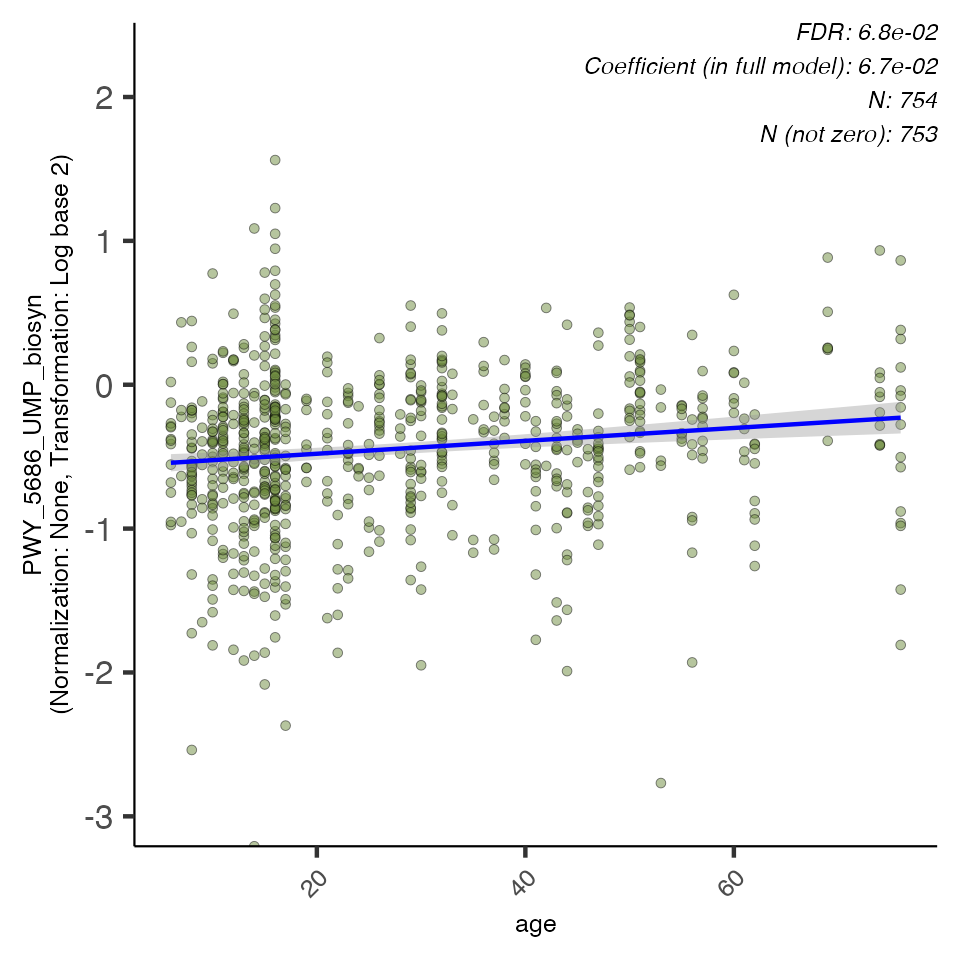 FDR: 6.8e-02
Coefficient (in full model): 6.7e-02
N: 754
N (not zero): 753
PWY_5686_UMP_biosyn
(Normalization: None, Transformation: Log base 2)
2
1
0
-1
-2
-3
20
40
60
age